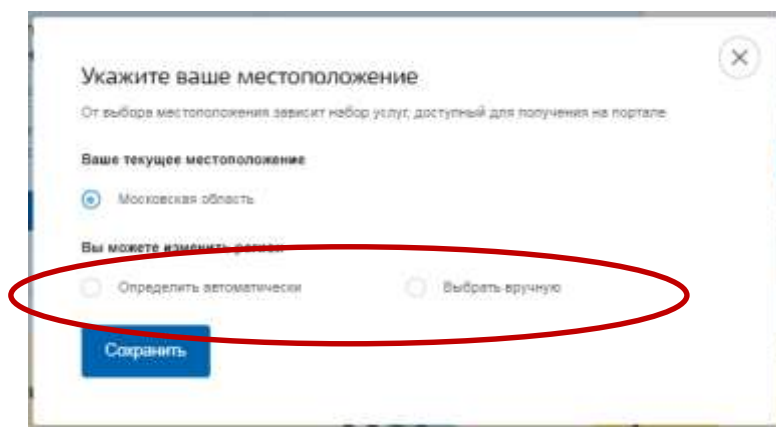 Укажите ваше местоположение
От выбора местоположения зависит набор услуг, доступный для получения на портале
Ваше текущее местоположение
Московская область
Вы можете изменить регион
Определить автоматически
Выбрать вручную
Сохранить